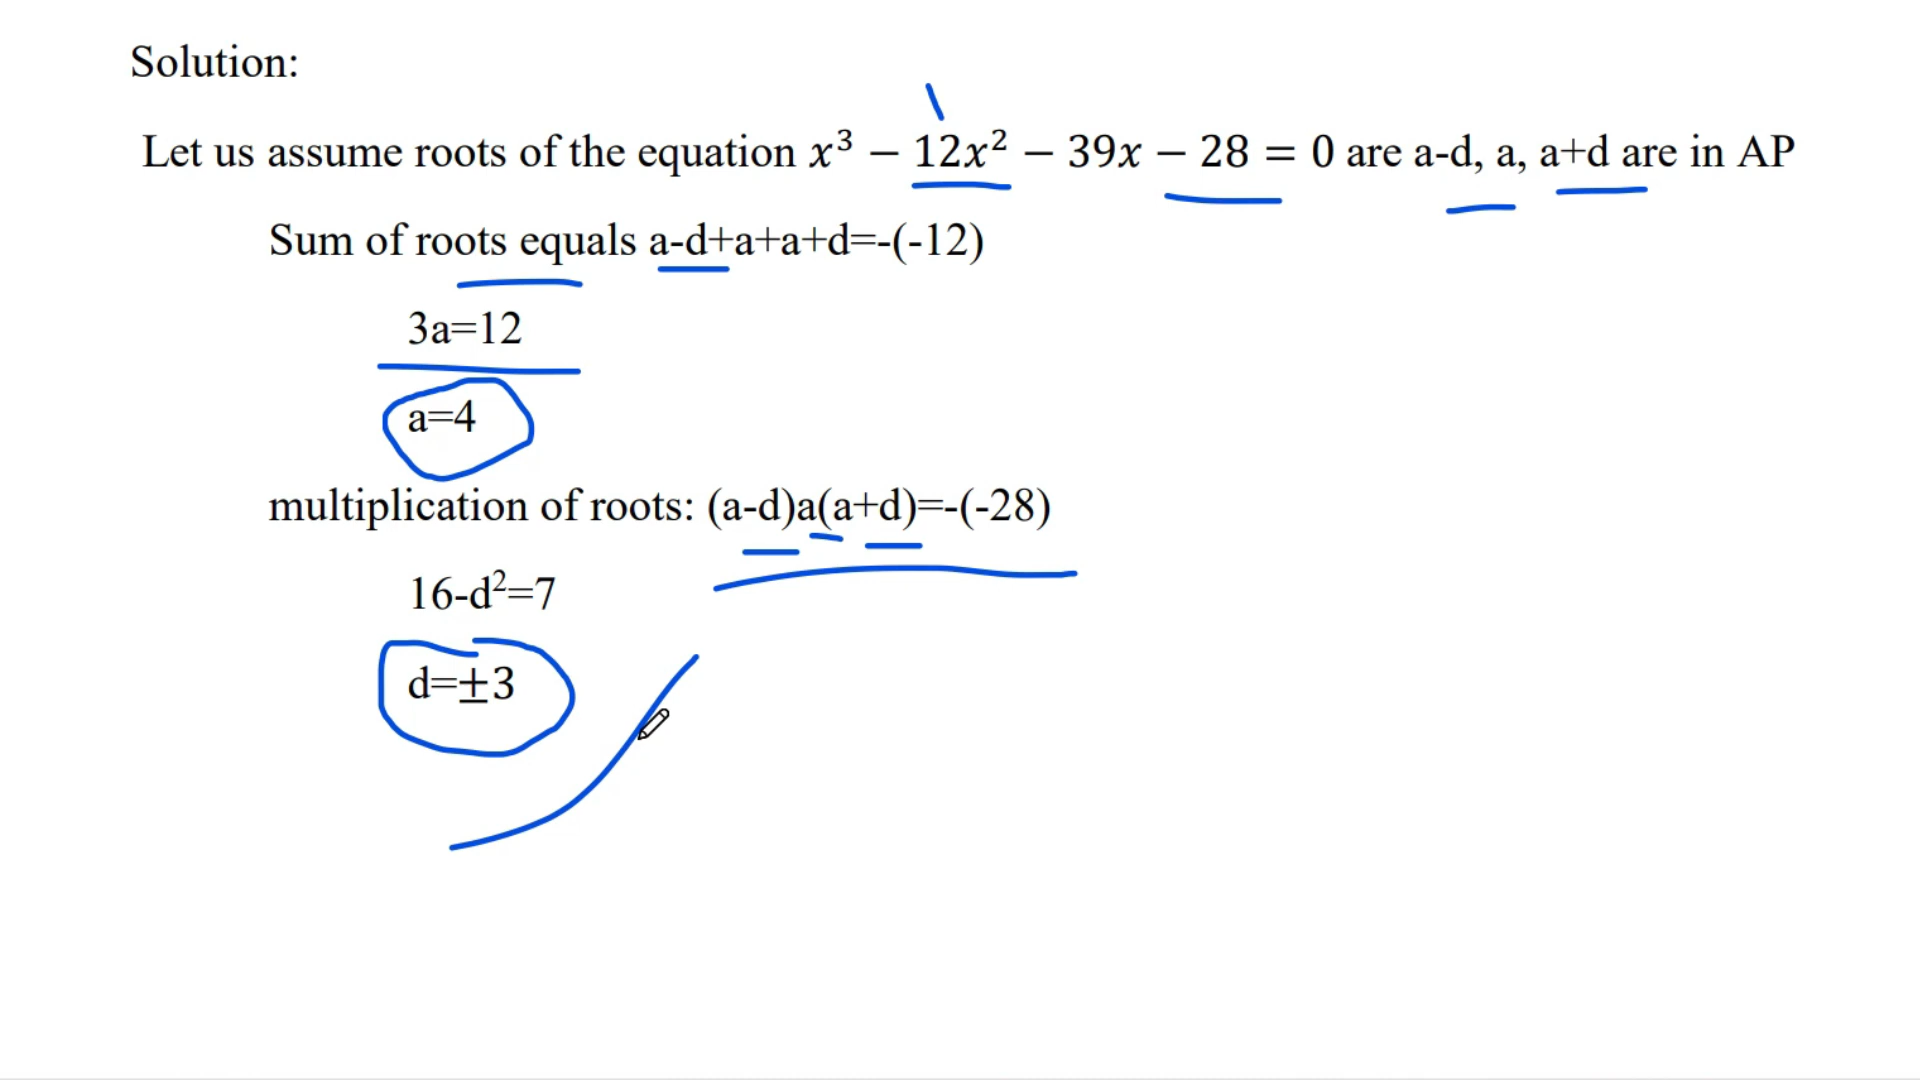 Solution:
Let us assume roots of the equation x³ − 12x² − 39x − 28 = 0 are a-d, a, a+d are in AP
Sum of roots equals a-d+a+a+d=-(-12)
3a=12
a=4
multiplication of roots: (a-d)a(a+d)=-(-28)
16-d²=7
d=±3